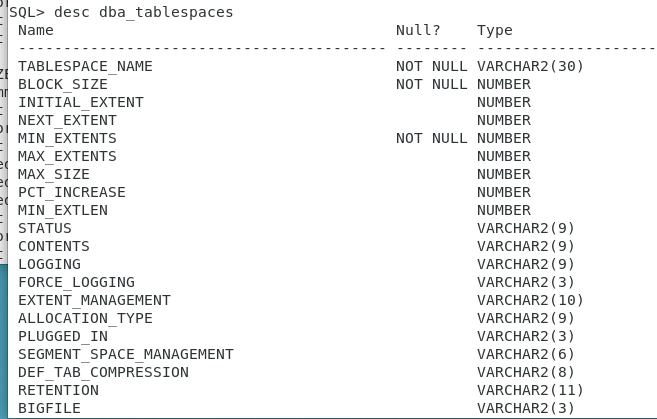 SQL> desc dba_tablespaces
Name Null? Type
---------------------------------------- -------- --------------------
TABLESPACE_NAME NOT NULL VARCHAR2(30)
BLOCK_SIZE NOT NULL NUMBER
INITIAL_EXTENT NUMBER
NEXT_EXTENT NUMBER
MIN_EXTENTS NOT NULL NUMBER
MAX_EXTENTS NUMBER
MAX_SIZE NUMBER
PCT_INCREASE NUMBER
MIN_EXTLEN NUMBER
STATUS VARCHAR2(9)
CONTENTS VARCHAR2(9)
LOGGING VARCHAR2(9)
FORCE_LOGGING VARCHAR2(3)
EXTENT_MANAGEMENT VARCHAR2(10)
ALLOCATION_TYPE VARCHAR2(9)
PLUGGED_IN VARCHAR2(3)
SEGMENT_SPACE_MANAGEMENT VARCHAR2(6)
DEF_TAB_COMPRESSION VARCHAR2(8)
RETENTION VARCHAR2(11)
BIGFILE VARCHAR2(3)